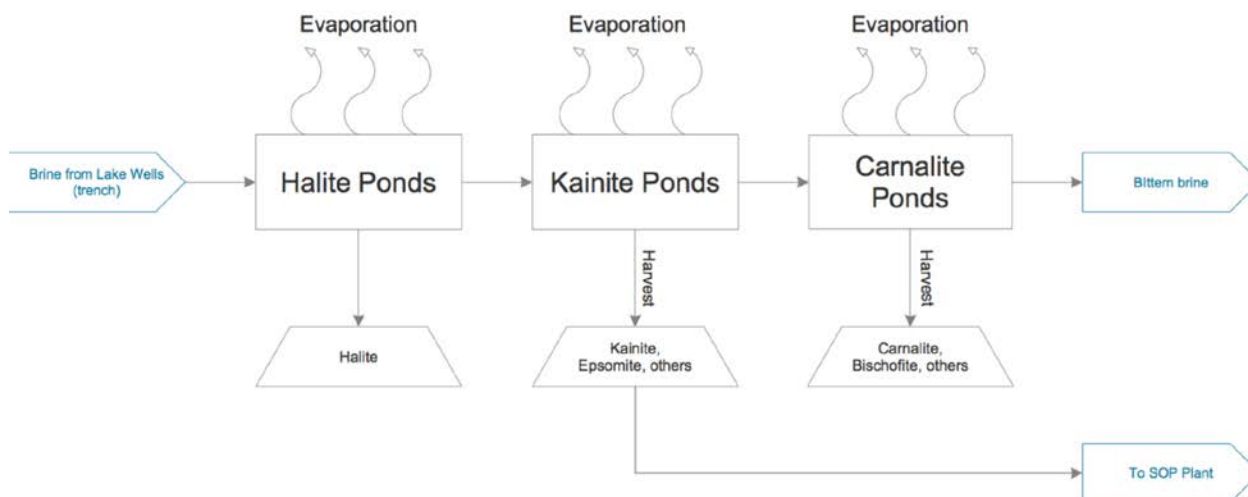 Evaporation
Evaporation
Evaporation
Brine from Lake Wells
(trench)
Halite Ponds
Kainite Ponds
Carnalite
Ponds
BIttern brine
Harvest
Harvest
Halite
Kainite,
Epsomite, others
Carnalite,
Bischofite, others
To SOP Plant